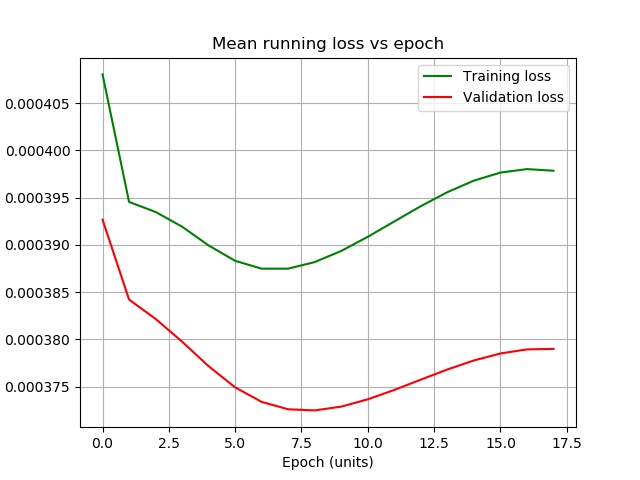 Mean running loss vs epoch
Training loss
Validation loss
0.000405
0.000400
0.000395
0.000390
0.000385
0.000380
0.000375
0.0 2.5 5.0 7.5 10.0 12.5 15.0 17.5
Epoch (units)